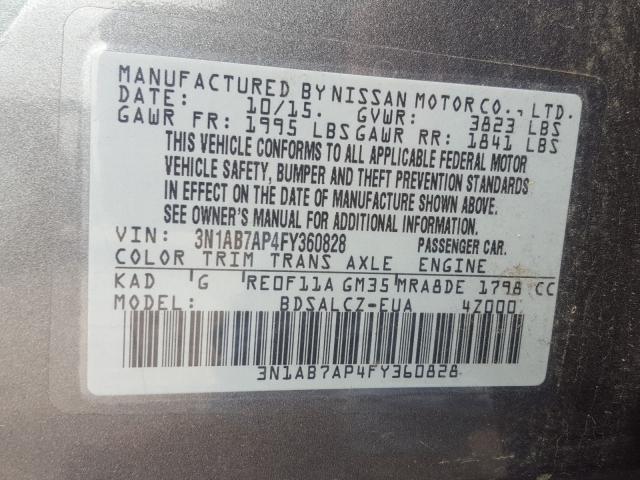 MANUFACTURED BY NISSAN MOTOR CO., LTD.
DATE: 10/15. GVWR: 3823 LBS
GAWR FR: 1995 LBS GAWR RR: 1841 LBS
THIS VEHICLE CONFORMS TO ALL APPLICABLE FEDERAL MOTOR
VEHICLE SAFETY, BUMPER AND THEFT PREVENTION STANDARDS
IN EFFECT ON THE DATE OF MANUFACTURE SHOWN ABOVE.
SEE OWNER'S MANUAL FOR ADDITIONAL INFORMATION.
VIN: 3N1AB7AP4FY360828 PASSENGER CAR.
COLOR TRIM TRANS AXLE ENGINE
KAD G RE0F11A GM35 MRA8DE 1798 CC
MODEL: BDSALCZ-EUA 4Z000
3N1AB7AP4FY360828